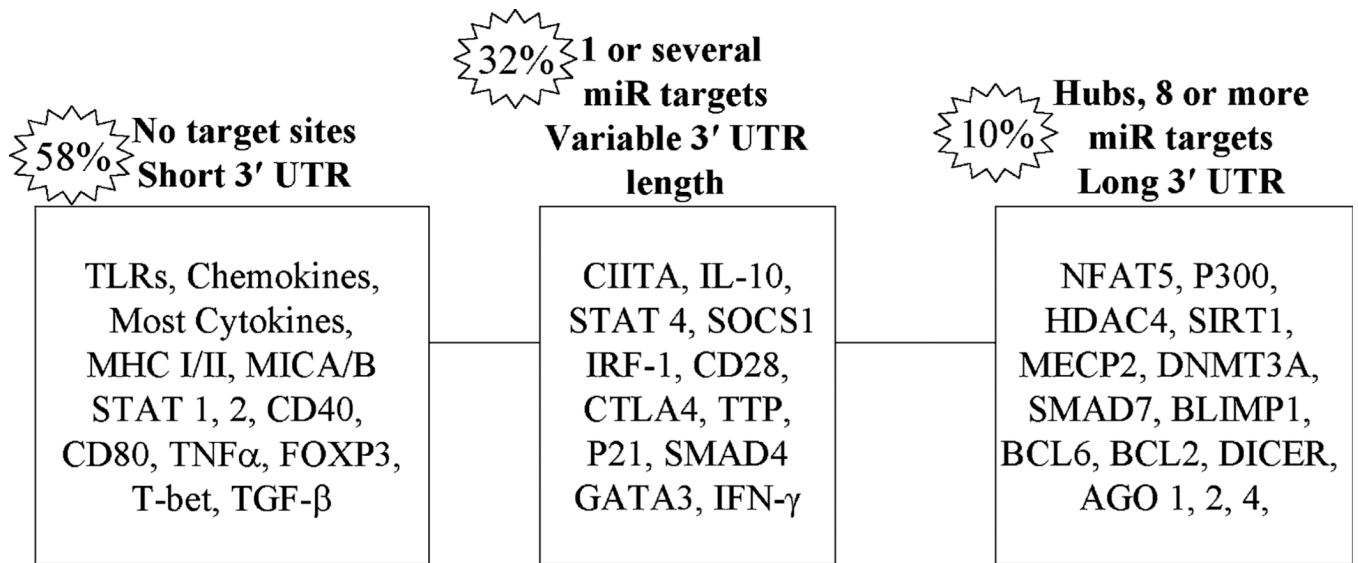 58%
No target sites
Short 3′ UTR
TLRs, Chemokines,
Most Cytokines,
MHC I/II, MICA/B
STAT 1, 2, CD40,
CD80, TNFα, FOXP3,
T-bet, TGF-β
32%
1 or several
miR targets
Variable 3′ UTR
length
CIITA, IL-10,
STAT 4, SOCS1
IRF-1, CD28,
CTLA4, TTP,
P21, SMAD4
GATA3, IFN-γ
10%
Hubs, 8 or more
miR targets
Long 3′ UTR
NFAT5, P300,
HDAC4, SIRT1,
MECP2, DNMT3A,
SMAD7, BLIMP1,
BCL6, BCL2, DICER,
AGO 1, 2, 4,